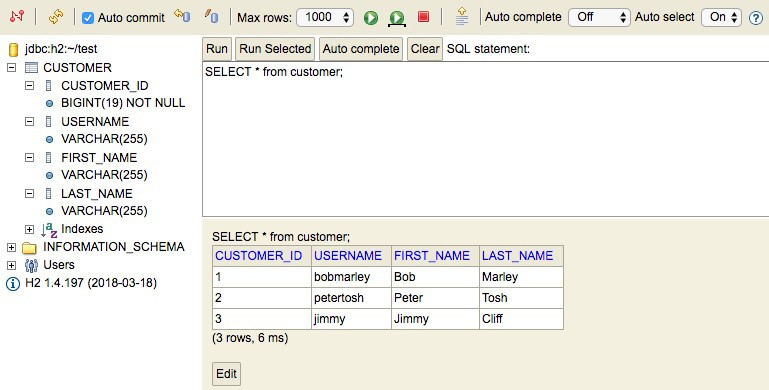 Auto commit Max rows: 1000 Auto complete Off Auto select On ?
jdbc:h2:~/test
CUSTOMER
CUSTOMER_ID
BIGINT(19) NOT NULL
USERNAME
VARCHAR(255)
FIRST_NAME
VARCHAR(255)
LAST_NAME
VARCHAR(255)
Indexes
INFORMATION_SCHEMA
Users
H2 1.4.197 (2018-03-18)
Run Run Selected Auto complete Clear SQL statement:
SELECT * from customer;
SELECT * from customer;
CUSTOMER_ID USERNAME FIRST_NAME LAST_NAME
1 bobmarley Bob Marley
2 petertosh Peter Tosh
3 jimmy Jimmy Cliff
(3 rows, 6 ms)
Edit